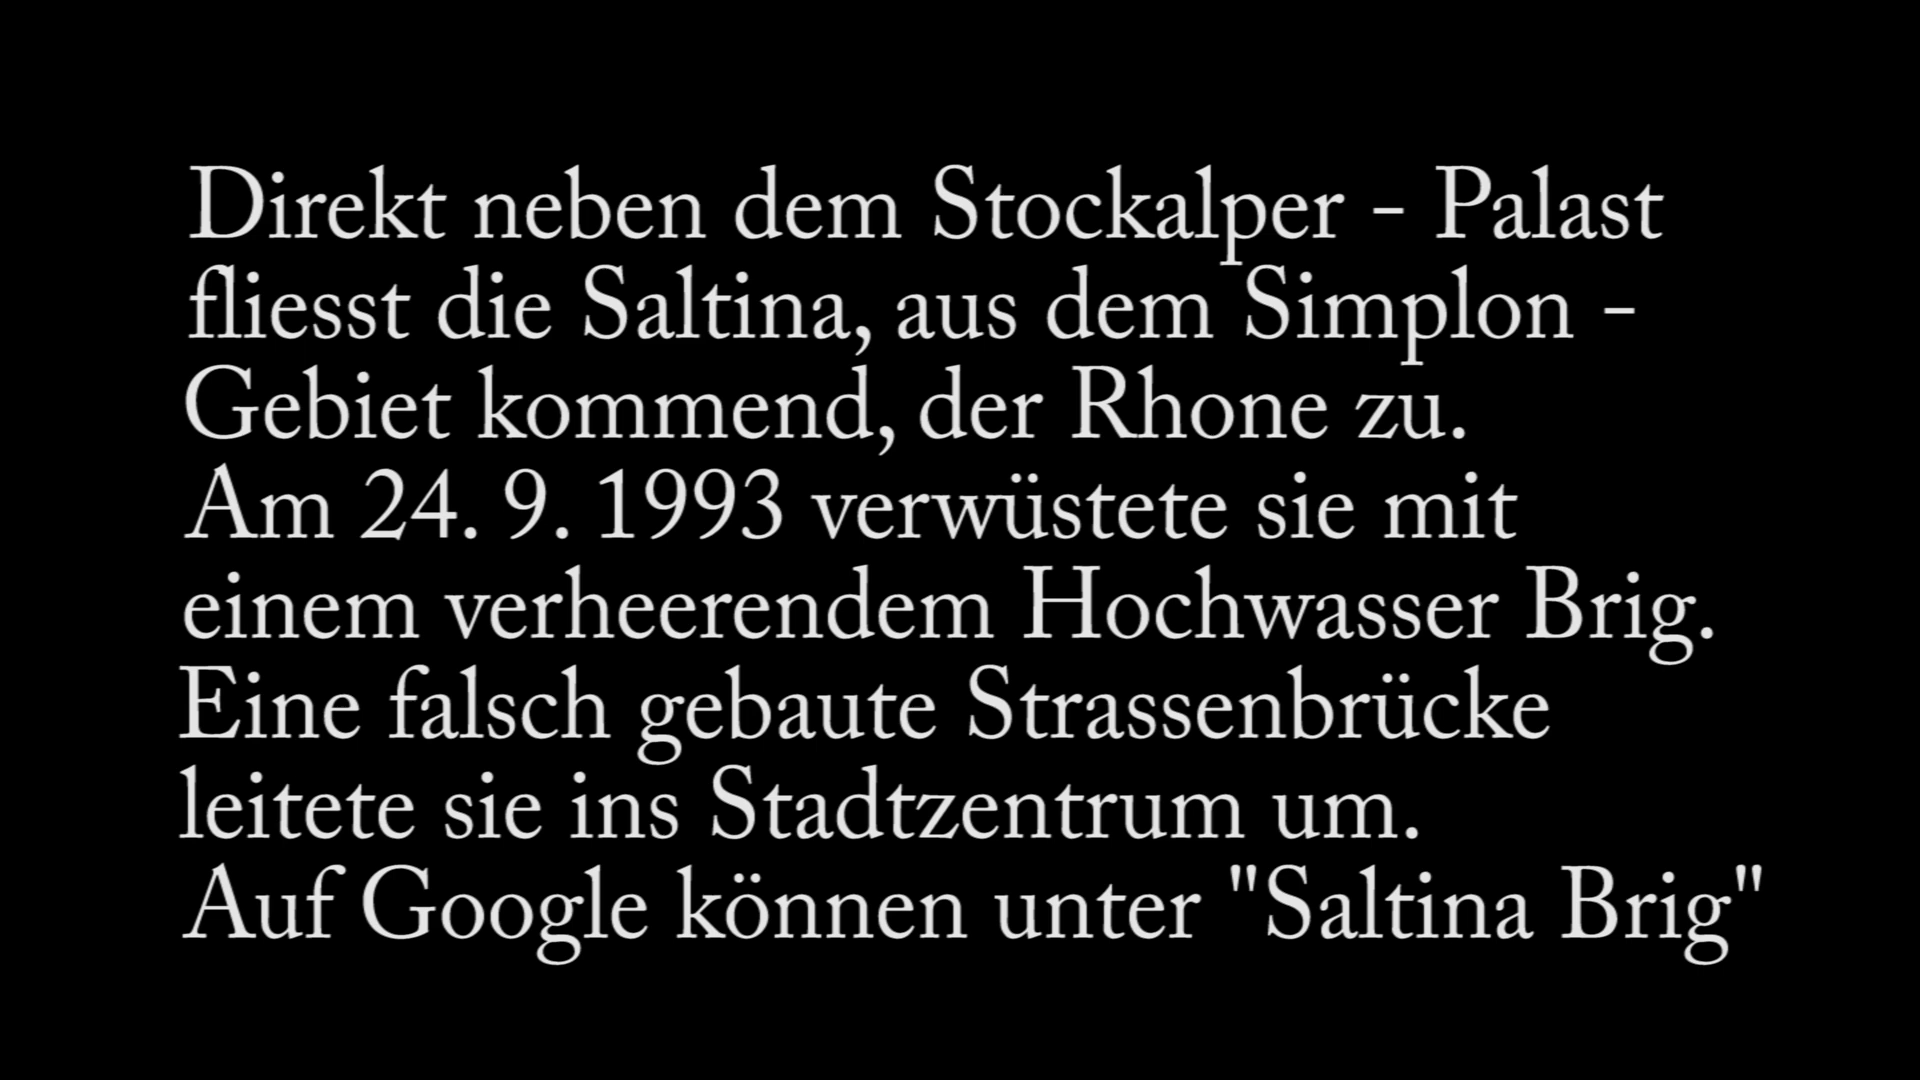 Direkt neben dem Stockalper - Palast
fliesst die Saltina, aus dem Simplon -
Gebiet kommend, der Rhone zu.
Am 24. 9. 1993 verwüstete sie mit
einem verheerendem Hochwasser Brig.
Eine falsch gebaute Strassenbrücke
leitete sie ins Stadtzentrum um.
Auf Google können unter "Saltina Brig"